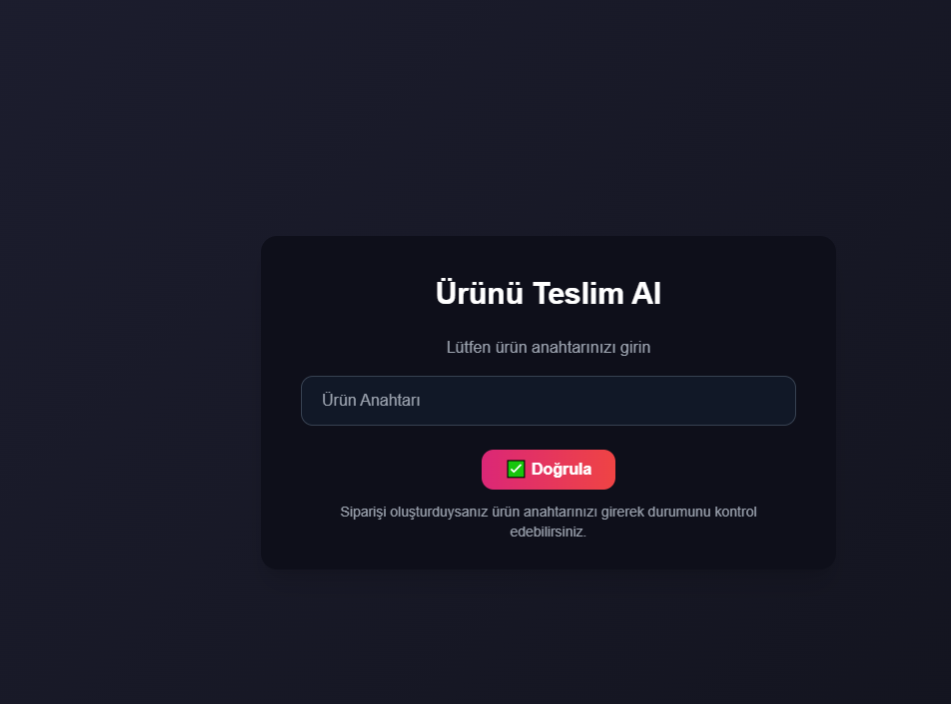 Ürünü Teslim Al
Lütfen ürün anahtarınızı girin
Ürün Anahtarı
✅ Doğrula
Siparişi oluşturduysanız ürün anahtarınızı girerek durumunu kontrol
edebilirsiniz.